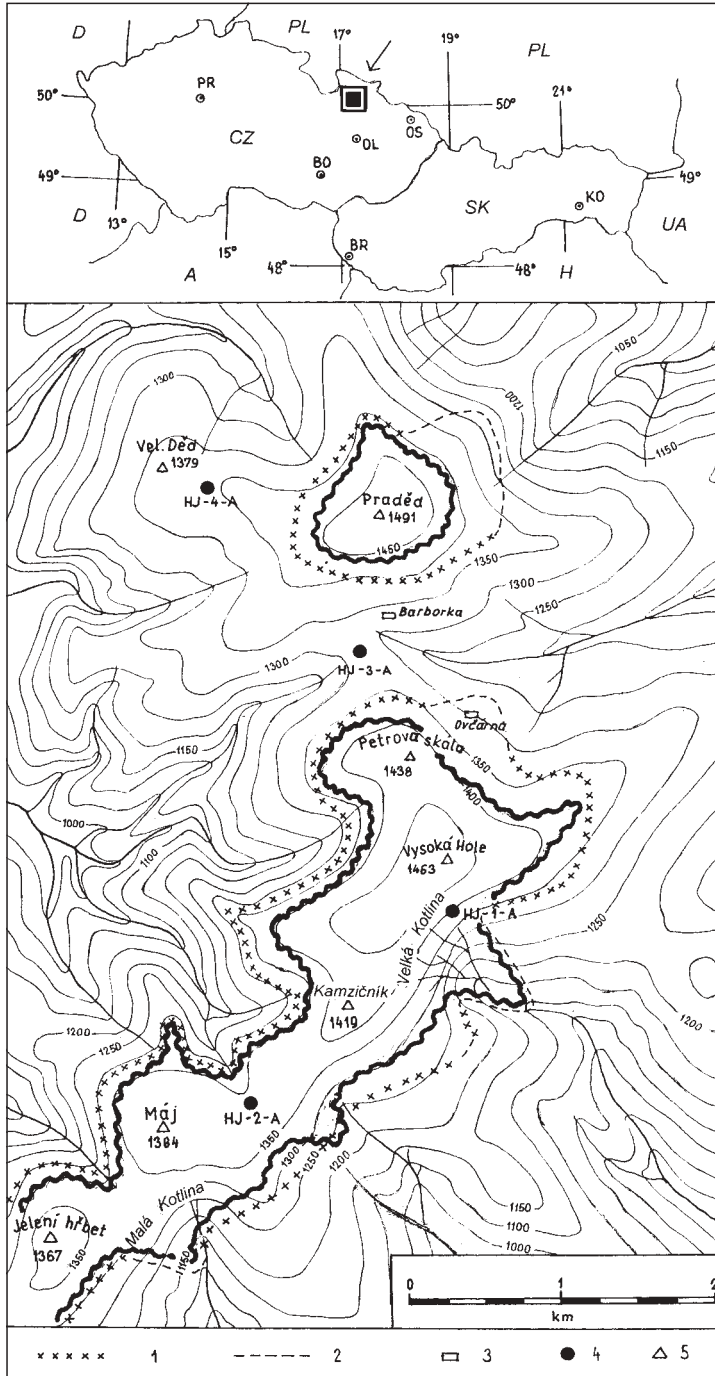 D
PL
17°
19°
PL
50°
PR
21°
50°
OS
CZ
OL
BO
49°
49°
SK
KO
D
13°
15°
BR
UA
A
48°
48°
H
1300
1050
1200
1150
Vel. Děd
1379
HJ-4-A
Praděd
1491
1450
1350
1300
1250
Barborka
1300
HJ-3-A
Ovčárna
1150
Petrova skála
1438
1350
1400
1000
1100
Vysoká Hole
1463
HJ-1-A
1250
Velká Kotlina
Kamzičník
1419
1200
1200
1250
Máj
1384
HJ-2-A
1350
1300
1250
1200
Malá Kotlina
1150
1100
1000
Jelení hřbet
1367
1350
1150
0 1 2
km
1 2 3 4 5